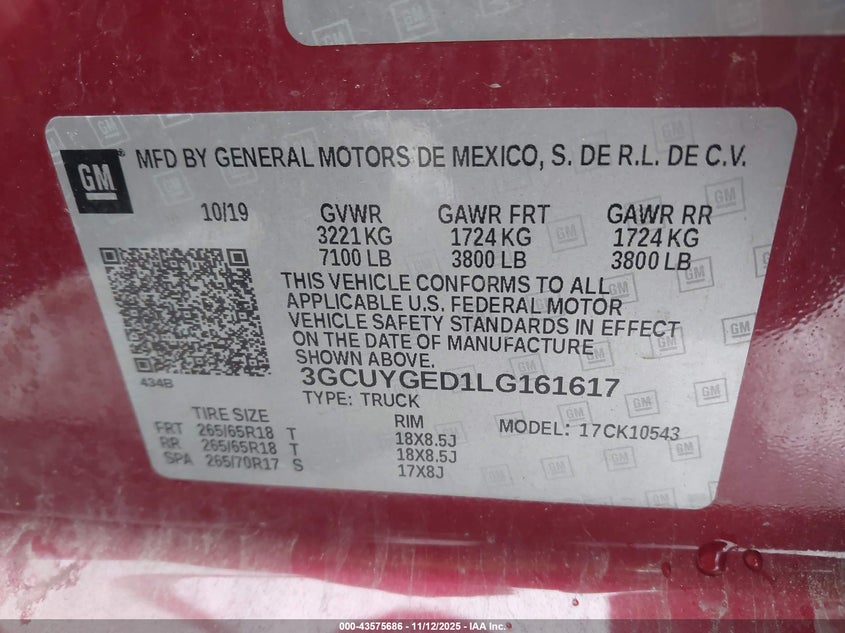 GM
MFD BY GENERAL MOTORS DE MEXICO, S. DE R.L. DE C.V.
10/19 GVWR GAWR FRT GAWR RR
3221 KG 1724 KG 1724 KG
7100 LB 3800 LB 3800 LB
THIS VEHICLE CONFORMS TO ALL
APPLICABLE U.S. FEDERAL MOTOR
VEHICLE SAFETY STANDARDS IN EFFECT
ON THE DATE OF MANUFACTURE
SHOWN ABOVE.
434B
3GCUYGED1LG161617
TYPE: TRUCK
TIRE SIZE RIM MODEL: 17CK10543
FRT 265/65R18 T 18X8.5J
RR 265/65R18 T 18X8.5J
SPA 265/70R17 S 17X8J
000-43575686 - 11/12/2025 - IAA Inc.